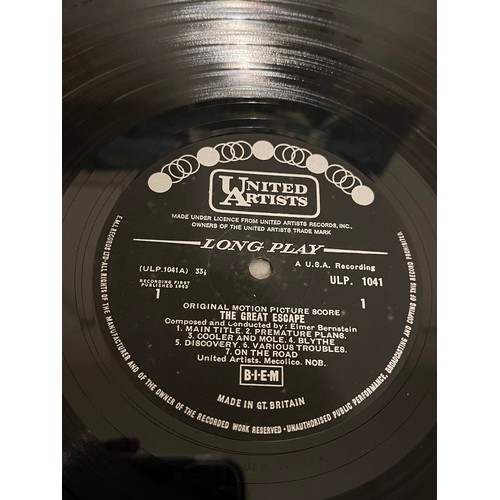 UNITED
ARTISTS
MADE UNDER LICENCE FROM UNITED ARTISTS RECORDS, INC.,
OWNERS OF THE UNITED ARTISTS TRADE MARK
LONG PLAY
A U.S.A. Recording
(ULP.1041A) 33⅓
ULP. 1041
RECORDING FIRST
PUBLISHED 1963
1
1
ORIGINAL MOTION PICTURE SCORE
THE GREAT ESCAPE
Composed and Conducted by: Elmer Bernstein
1. MAIN TITLE. 2. PREMATURE PLANS.
3. COOLER AND MOLE. 4. BLYTHE
5. DISCOVERY. 6. VARIOUS TROUBLES.
7. ON THE ROAD
United Artists. Mecolico. NCB.
B·I·E·M
MADE IN GT. BRITAIN
E.M.I. RECORDS LTD·ALL RIGHTS OF THE MANUFACTURER AND OF THE OWNER OF THE RECORDED WORK RESERVED·UNAUTHORISED PUBLIC PERFORMANCE, BROADCASTING AND COPYING OF THIS RECORD PROHIBITED.